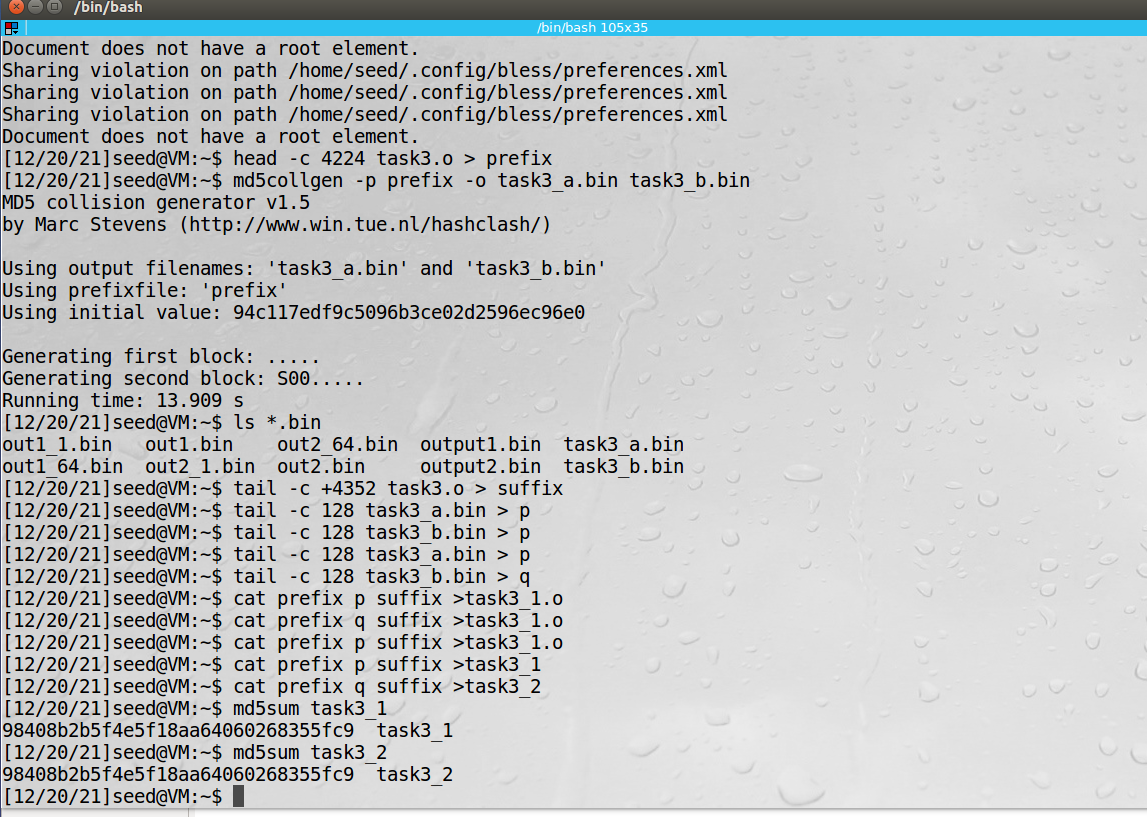 /bin/bash
/bin/bash 105x35
Document does not have a root element.
Sharing violation on path /home/seed/.config/bless/preferences.xml
Sharing violation on path /home/seed/.config/bless/preferences.xml
Sharing violation on path /home/seed/.config/bless/preferences.xml
Document does not have a root element.
[12/20/21]seed@VM:~$ head -c 4224 task3.o > prefix
[12/20/21]seed@VM:~$ md5collgen -p prefix -o task3_a.bin task3_b.bin
MD5 collision generator v1.5
by Marc Stevens (http://www.win.tue.nl/hashclash/)

Using output filenames: 'task3_a.bin' and 'task3_b.bin'
Using prefixfile: 'prefix'
Using initial value: 94c117edf9c5096b3ce02d2596ec96e0

Generating first block: .....
Generating second block: S00.....
Running time: 13.909 s
[12/20/21]seed@VM:~$ ls *.bin
out1_1.bin   out1.bin    out2_64.bin  output1.bin  task3_a.bin
out1_64.bin  out2_1.bin  out2.bin     output2.bin  task3_b.bin
[12/20/21]seed@VM:~$ tail -c +4352 task3.o > suffix
[12/20/21]seed@VM:~$ tail -c 128 task3_a.bin > p
[12/20/21]seed@VM:~$ tail -c 128 task3_b.bin > p
[12/20/21]seed@VM:~$ tail -c 128 task3_a.bin > p
[12/20/21]seed@VM:~$ tail -c 128 task3_b.bin > q
[12/20/21]seed@VM:~$ cat prefix p suffix >task3_1.o
[12/20/21]seed@VM:~$ cat prefix q suffix >task3_1.o
[12/20/21]seed@VM:~$ cat prefix p suffix >task3_1.o
[12/20/21]seed@VM:~$ cat prefix p suffix >task3_1
[12/20/21]seed@VM:~$ cat prefix q suffix >task3_2
[12/20/21]seed@VM:~$ md5sum task3_1
98408b2b5f4e5f18aa64060268355fc9  task3_1
[12/20/21]seed@VM:~$ md5sum task3_2
98408b2b5f4e5f18aa64060268355fc9  task3_2
[12/20/21]seed@VM:~$